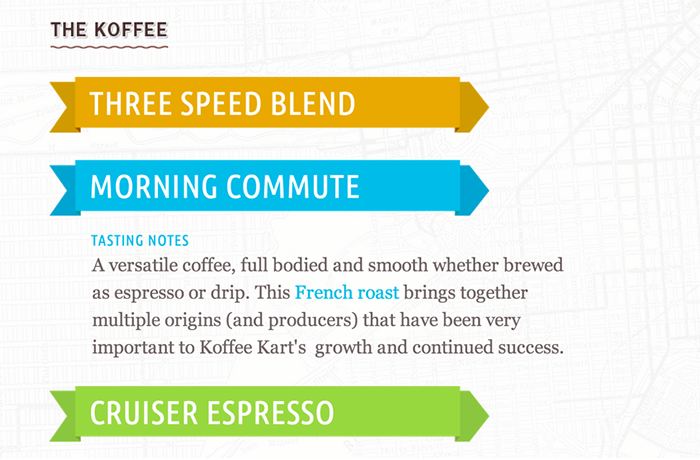 THE KOFFEE
THREE SPEED BLEND
MORNING COMMUTE
TASTING NOTES
A versatile coffee, full bodied and smooth whether brewed
as espresso or drip. This French roast brings together
multiple origins (and producers) that have been very
important to Koffee Kart's  growth and continued success.
CRUISER ESPRESSO